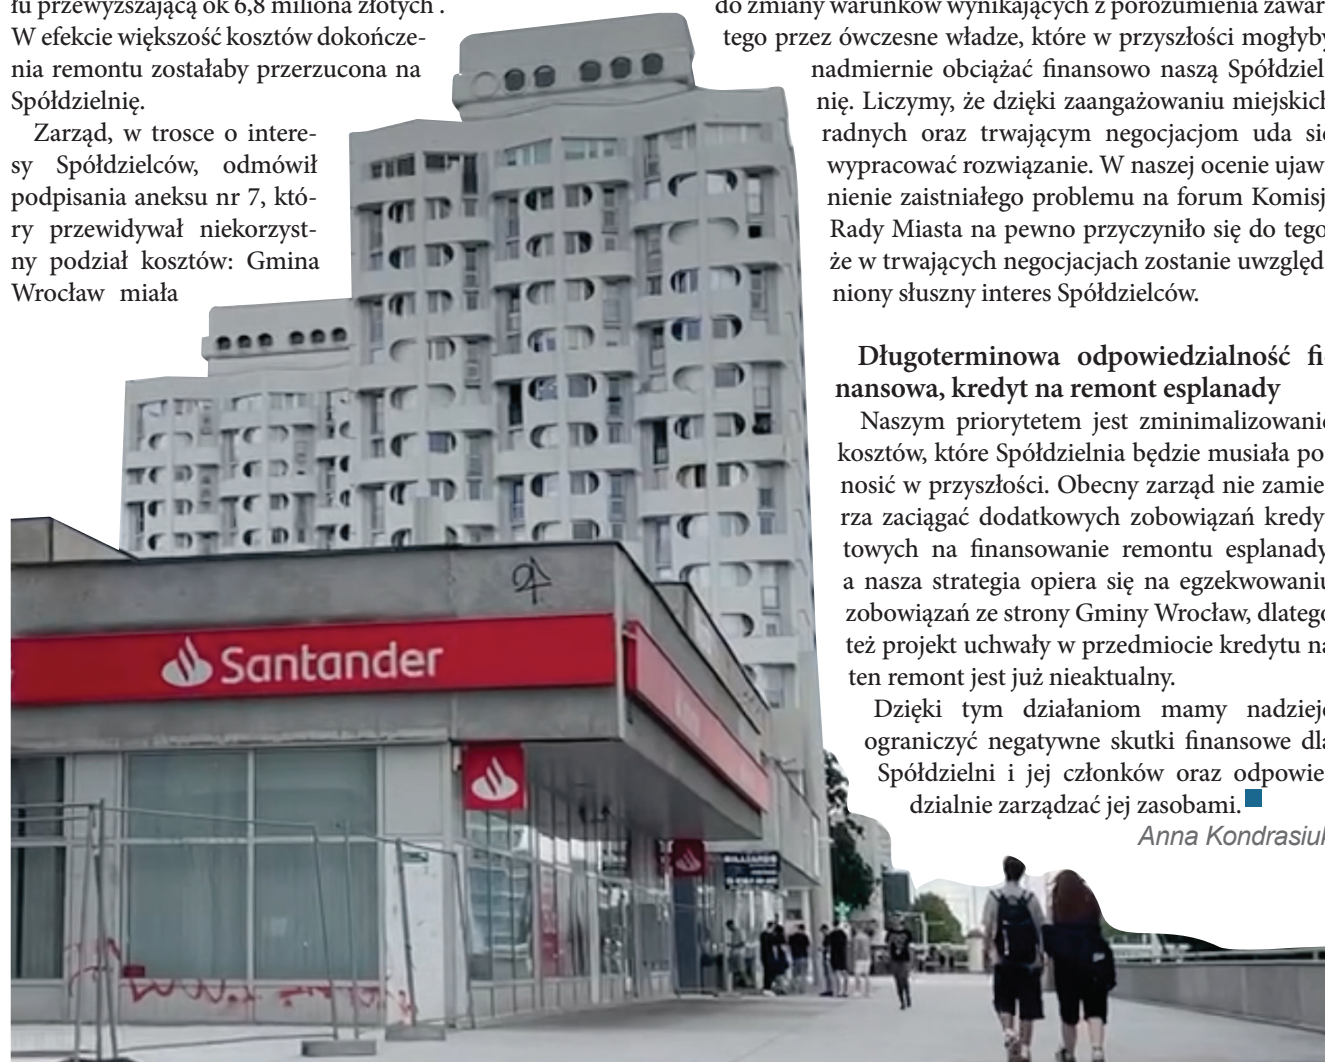 łu przewyższającą ok 6,8 miliona złotych .
W efekcie większość kosztów dokończe-
nia remontu zostałaby przerzucona na
Spółdzielnię.
Zarząd, w trosce o intere-
sy Spółdzielców, odmówił
podpisania aneksu nr 7, któ-
ry przewidywał niekorzyst-
ny podział kosztów: Gmina
Wrocław miała
do zmiany warunków wynikających z porozumienia zawar
tego przez ówczesne władze, które w przyszłości mogłyby
nadmiernie obciążać finansowo naszą Spółdziel
nię. Liczymy, że dzięki zaangażowaniu miejskich
radnych oraz trwającym negocjacjom uda się
wypracować rozwiązanie. W naszej ocenie ujaw
nienie zaistniałego problemu na forum Komisj
Rady Miasta na pewno przyczyniło się do tego
że w trwających negocjacjach zostanie uwzględ
niony słuszny interes Spółdzielców.
Długoterminowa odpowiedzialność fi
nansowa, kredyt na remont esplanady
Naszym priorytetem jest zminimalizowanie
kosztów, które Spółdzielnia będzie musiała po
nosić w przyszłości. Obecny zarząd nie zamie
rza zaciągać dodatkowych zobowiązań kredy
towych na finansowanie remontu esplanady
a nasza strategia opiera się na egzekwowaniu
zobowiązań ze strony Gminy Wrocław, dlatego
też projekt uchwały w przedmiocie kredytu na
ten remont jest już nieaktualny.
Dzięki tym działaniom mamy nadzieję
ograniczyć negatywne skutki finansowe dla
Spółdzielni i jej członków oraz odpowie
dzialnie zarządzać jej zasobami.
Anna Kondrasiuk
Santander
BILLIARDS